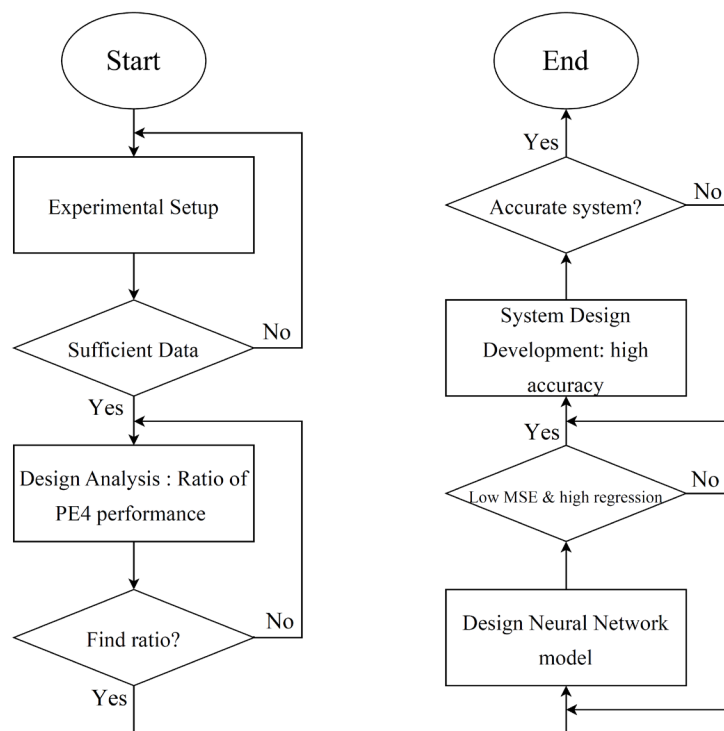 Start
Experimental Setup
Sufficient Data
No
Yes
Design Analysis : Ratio of
PE4 performance
Find ratio?
No
Yes
End
Yes
Accurate system?
No
System Design
Development: high
accuracy
Yes
Low MSE & high regression
No
Design Neural Network
model